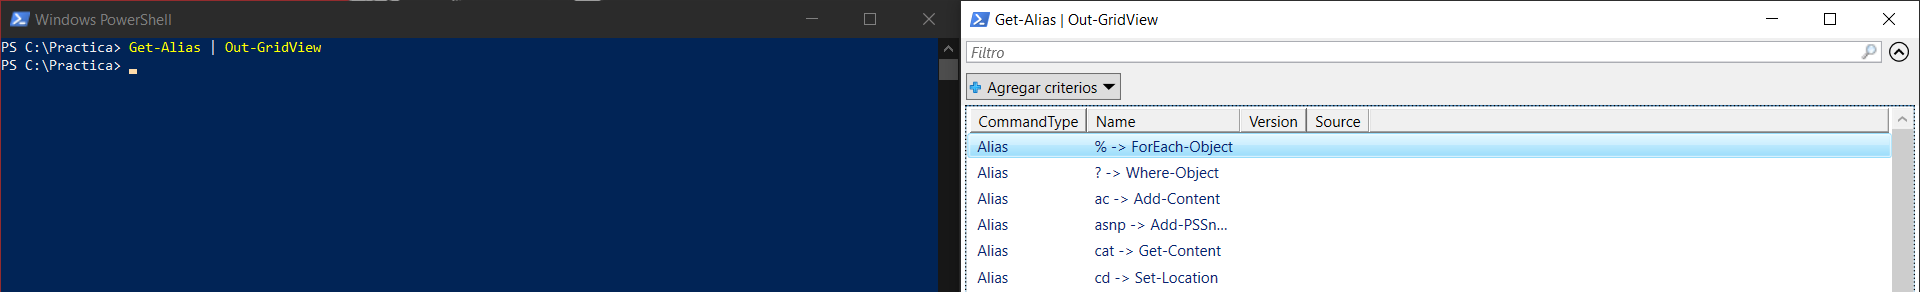 Windows PowerShell
PS C:\Practica> Get-Alias | Out-GridView
PS C:\Practica>
Get-Alias | Out-GridView
Filtro
Agregar criterios
CommandType Name Version Source
Alias % -> ForEach-Object
Alias ? -> Where-Object
Alias ac -> Add-Content
Alias asnp -> Add-PSSn...
Alias cat -> Get-Content
Alias cd -> Set-Location